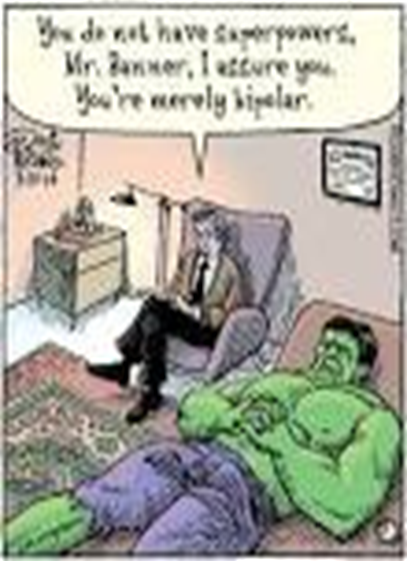 You do not have superpowers,
Mr. Banner, I assure you.
You're merely bipolar.